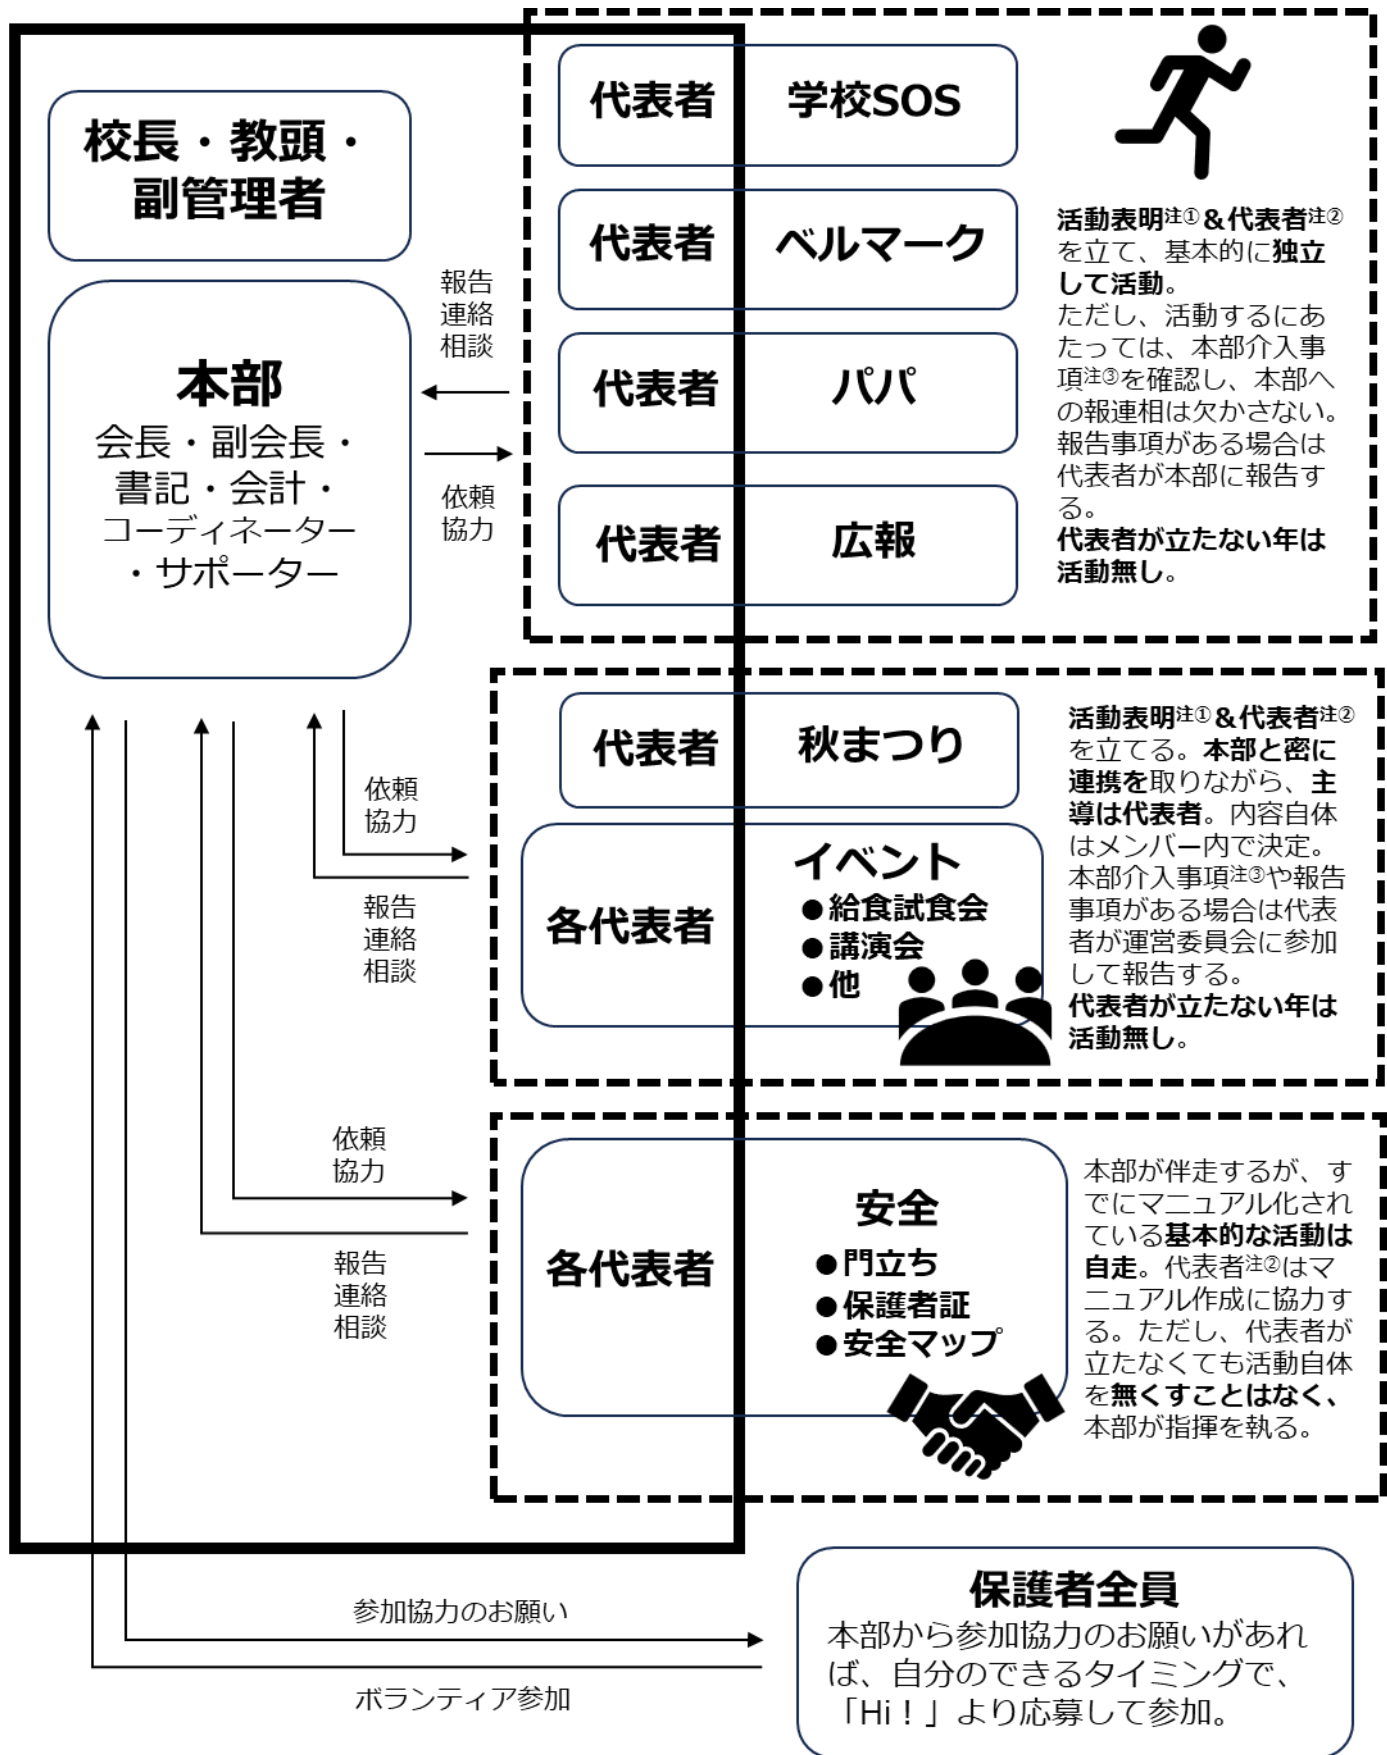 校長・教頭・
副管理者
本部
会長・副会長・
書記・会計・
コーディネーター
・サポーター
報告
連絡
相談
依頼
協力
代表者 学校SOS
代表者 ベルマーク
代表者 パパ
代表者 広報
活動表明注①&代表者注②
を立て、基本的に独立
して活動。
ただし、活動するにあ
たっては、本部介入事
項注③を確認し、本部へ
の報連相は欠かさない。
報告事項がある場合は
代表者が本部に報告す
る。
代表者が立たない年は
活動無し。
依頼
協力
報告
連絡
相談
代表者 秋まつり
各代表者
イベント
●給食試食会
●講演会
●他
活動表明注①&代表者注②
を立てる。本部と密に
連携を取りながら、主
導は代表者。内容自体
はメンバー内で決定。
本部介入事項注③や報告
事項がある場合は代表
者が運営委員会に参加
して報告する。
代表者が立たない年は
活動無し。
依頼
協力
報告
連絡
相談
各代表者
安全
●門立ち
●保護者証
●安全マップ
本部が伴走するが、す
でにマニュアル化され
ている基本的な活動は
自走。代表者注②はマ
ニュアル作成に協力す
る。ただし、代表者が
立たなくても活動自体
を無くすことはなく、
本部が指揮を執る。
参加協力のお願い
ボランティア参加
保護者全員
本部から参加協力のお願いがあれ
ば、自分のできるタイミングで、
「Hi！」より応募して参加。